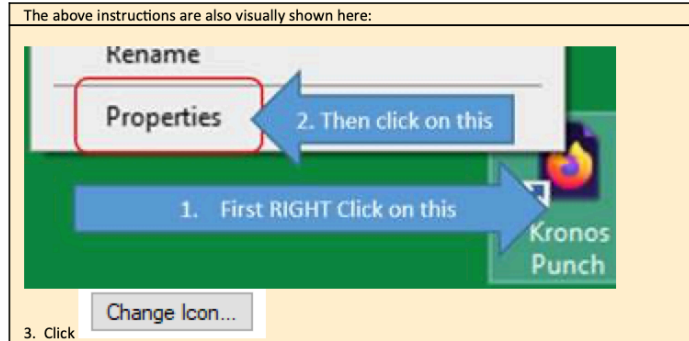 The above instructions are also visually shown here:
Rename
Properties
2. Then click on this
1. First RIGHT Click on this
Kronos
Punch
Change Icon...
3. Click